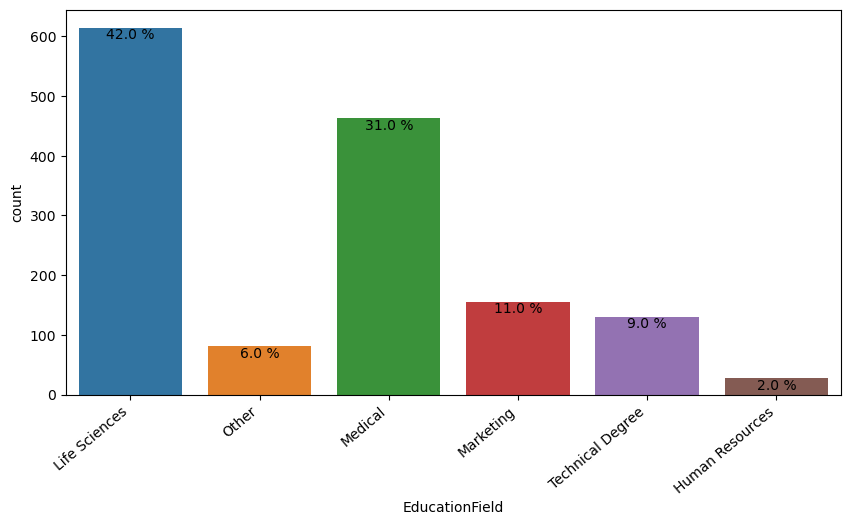 600
500
400
300
200
100
0
count
42.0 %
6.0 %
31.0 %
11.0 %
9.0 %
2.0 %
Life Sciences
Other
Medical
Marketing
Technical Degree
Human Resources
EducationField